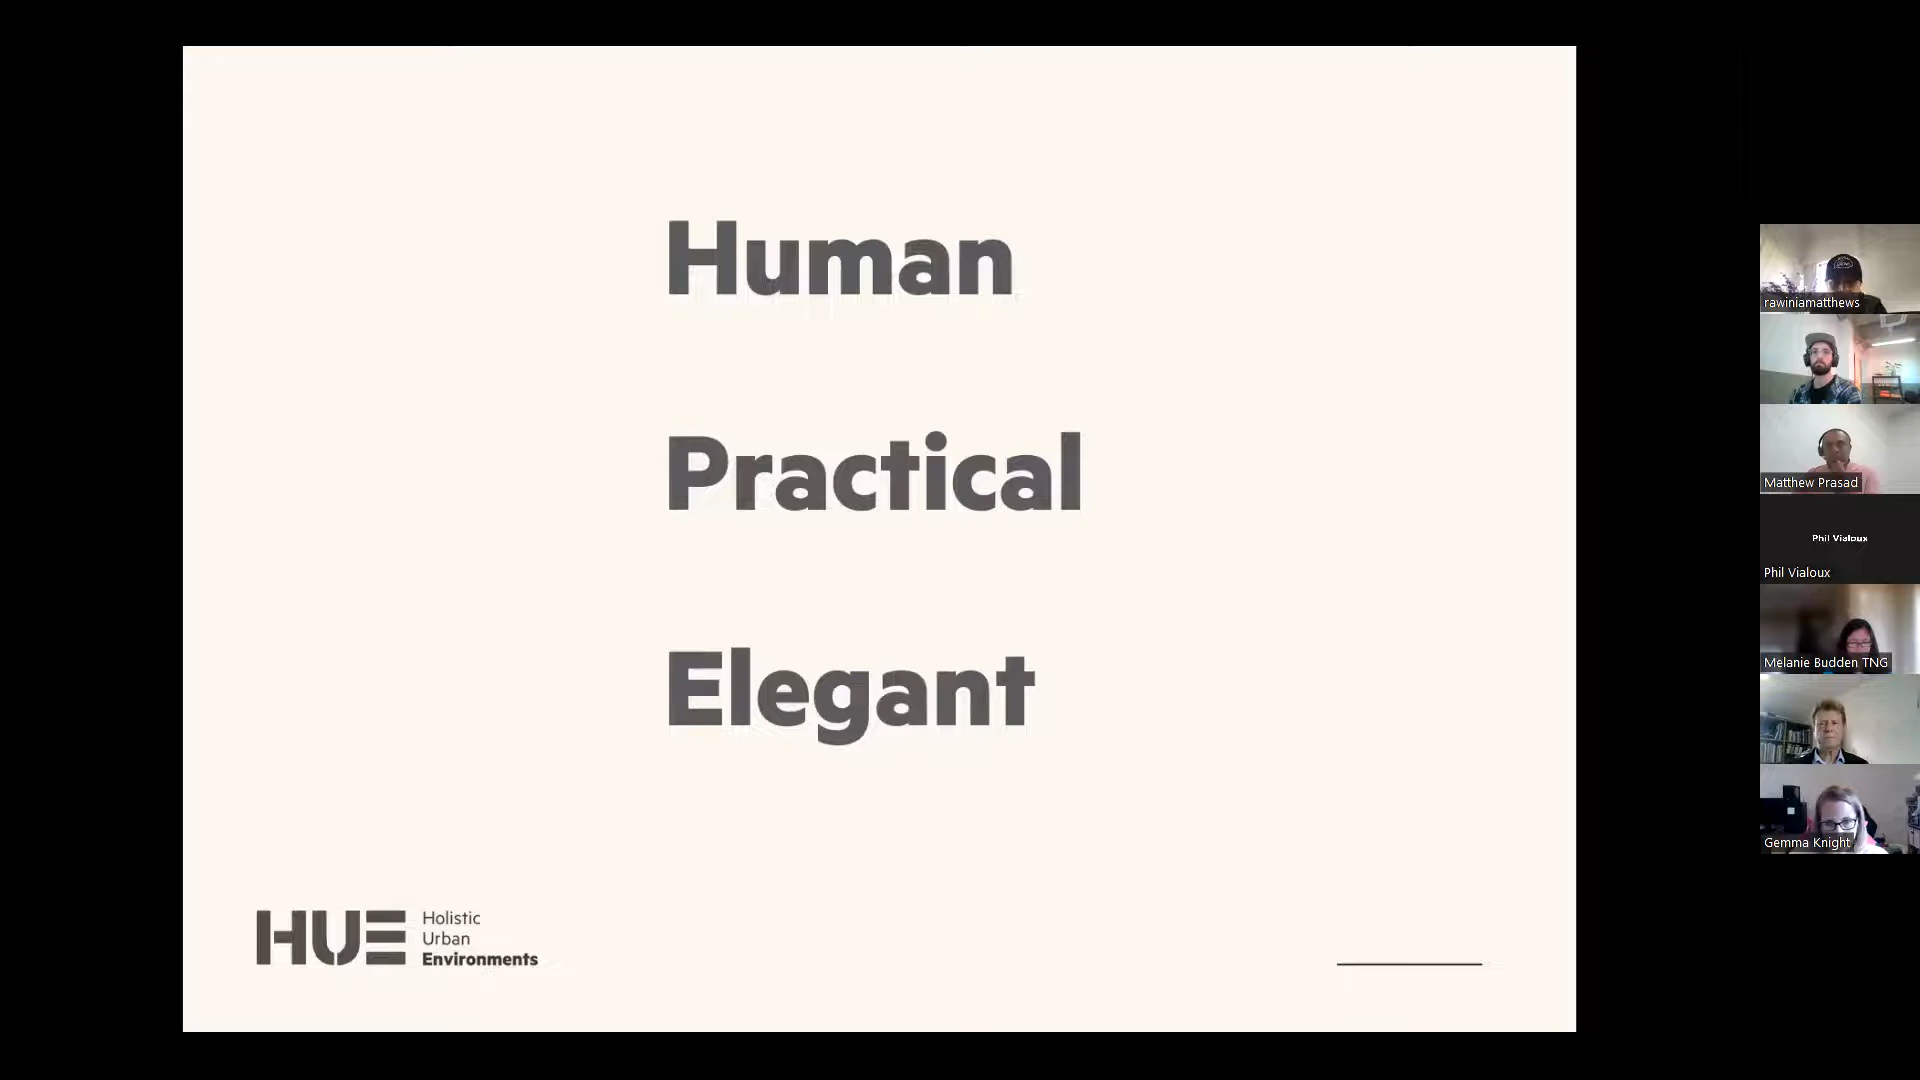 Human
Practical
Elegant
HUE
Holistic
Urban
Environments
rawiniamatthews
Matthew Prasad
Phil Vialoux
Phil Vialoux
Melanie Budden TNG
Gemma Knight